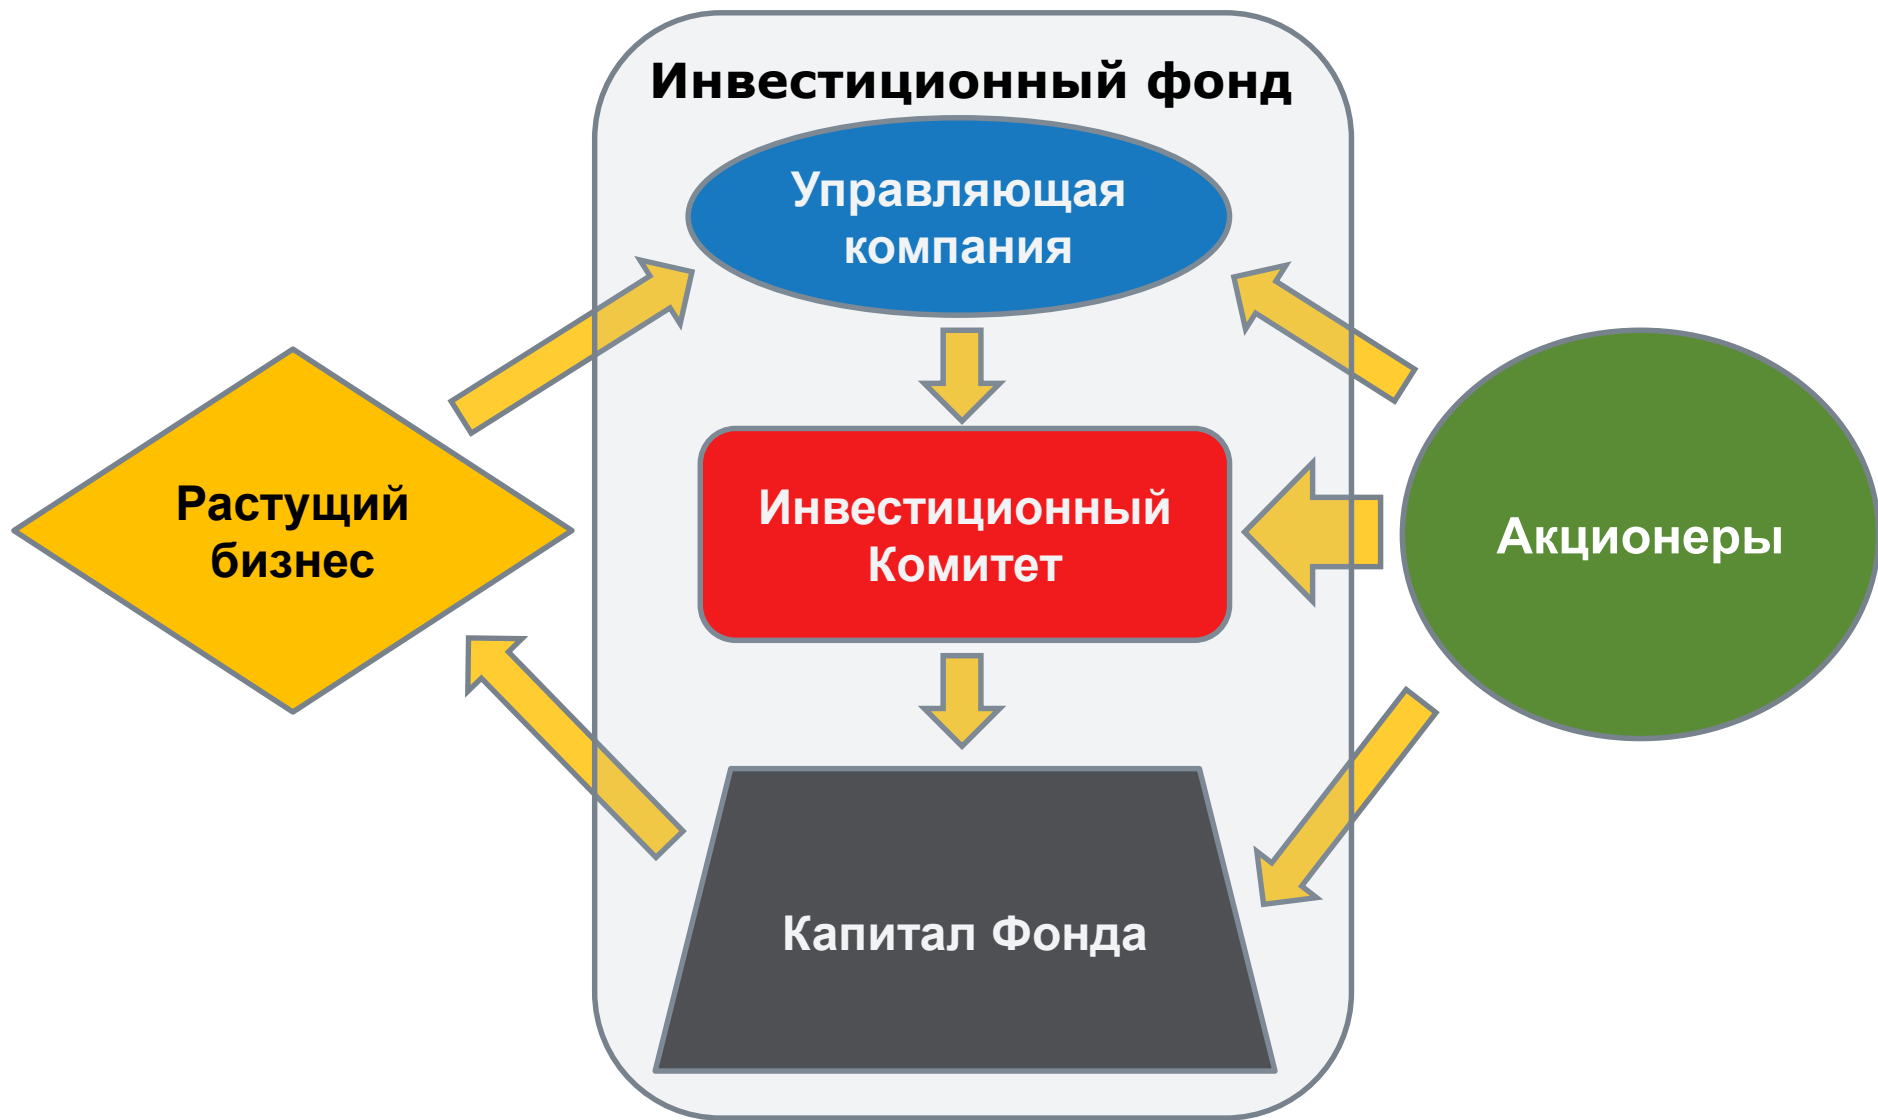 Инвестиционный фонд
Управляющая
компания
Растущий
бизнес
Инвестиционный
Комитет
Акционеры
Капитал Фонда